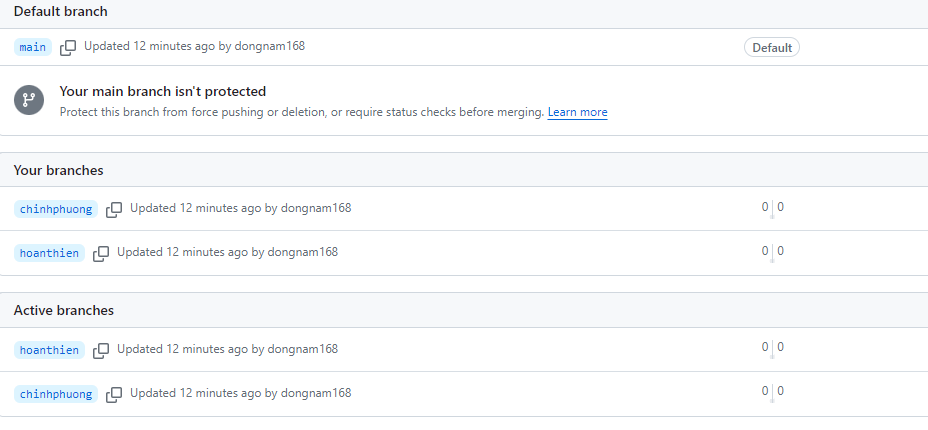 Default branch
main Updated 12 minutes ago by dongnam168 Default
Your main branch isn't protected
Protect this branch from force pushing or deletion, or require status checks before merging. Learn more
Your branches
chinhphuong Updated 12 minutes ago by dongnam168 0 0
hoanthien Updated 12 minutes ago by dongnam168 0 0
Active branches
hoanthien Updated 12 minutes ago by dongnam168 0 0
chinhphuong Updated 12 minutes ago by dongnam168 0 0